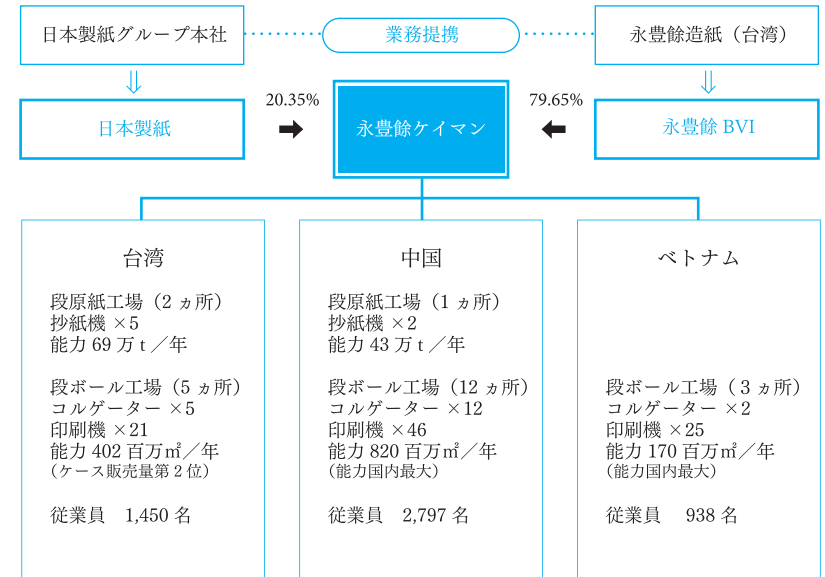 日本製紙グループ本社
業務提携
永豊餘造紙（台湾）
日本製紙
20.35%
永豊餘ケイマン
79.65%
永豊餘 BVI
台湾
段原紙工場（2 ヵ所）
抄紙機 ×5
能力 69 万 t ／年
段ボール工場（5 ヵ所）
コルゲーター ×5
印刷機 ×21
能力 402 百万㎡／年
（ケース販売量第 2 位）
従業員　1,450 名
中国
段原紙工場（1 ヵ所）
抄紙機 ×2
能力 43 万 t ／年
段ボール工場（12 ヵ所）
コルゲーター ×12
印刷機 ×46
能力 820 百万㎡／年
（能力国内最大）
従業員　2,797 名
ベトナム
段ボール工場（ 3 ヵ所）
コルゲーター ×2
印刷機 ×25
能力 170 百万㎡／年
（能力国内最大）
従業員　938 名